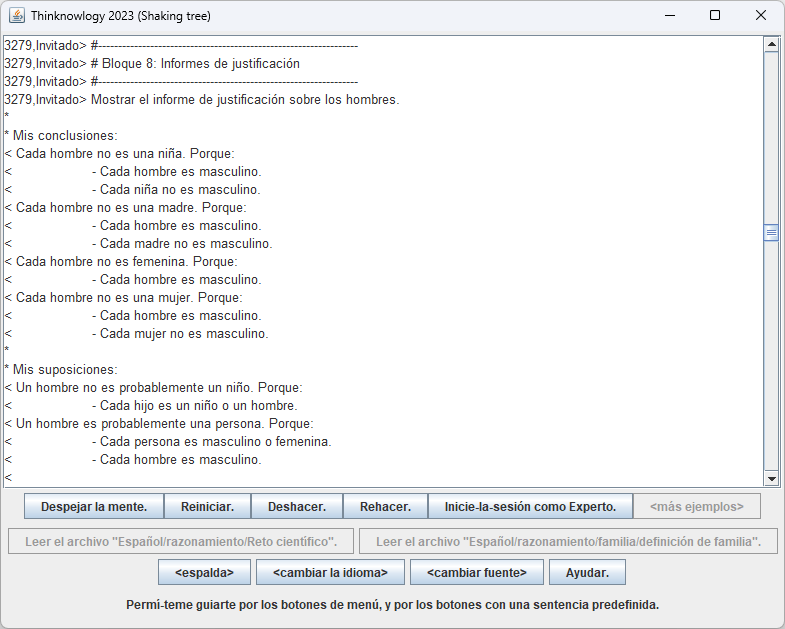 Thinknowlogy 2023 (Shaking tree)
3279,Invitado> #-----------------------------------------------------------------
3279,Invitado> # Bloque 8: Informes de justificación
3279,Invitado> #-----------------------------------------------------------------
3279,Invitado> Mostrar el informe de justificación sobre los hombres.
*
* Mis conclusiones:
< Cada hombre no es una niña. Porque:
< - Cada hombre es masculino.
< - Cada niña no es masculino.
< Cada hombre no es una madre. Porque:
< - Cada hombre es masculino.
< - Cada madre no es masculino.
< Cada hombre no es femenina. Porque:
< - Cada hombre es masculino.
< Cada hombre no es una mujer. Porque:
< - Cada hombre es masculino.
< - Cada mujer no es masculino.
*
* Mis suposiciones:
< Un hombre no es probablemente un niño. Porque:
< - Cada hijo es un niño o un hombre.
< Un hombre es probablemente una persona. Porque:
< - Cada persona es masculino o femenina.
< - Cada hombre es masculino.
<
Despejar la mente. Reiniciar. Deshacer. Rehacer. Inicie-la-sesión como Experto. <más ejemplos>
Leer el archivo "Español/razonamiento/Reto científico". Leer el archivo "Español/razonamiento/familia/definición de familia".
<espalda> <cambiar la idioma> <cambiar fuente> Ayudar.
Permí-teme guiarte por los botones de menú, y por los botones con una sentencia predefinida.